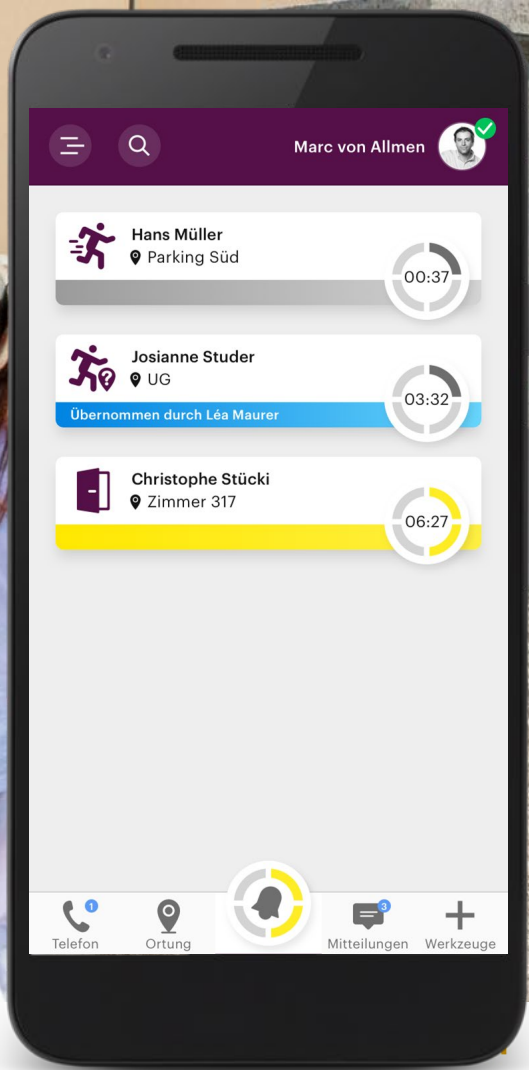 Marc von Allmen
Hans Müller
Parking Süd
00:37
Josianne Studer
UG
03:32
Übernommen durch Léa Maurer
Christophe Stücki
Zimmer 317
06:27
1
3
Telefon
Ortung
Mitteilungen
Werkzeuge